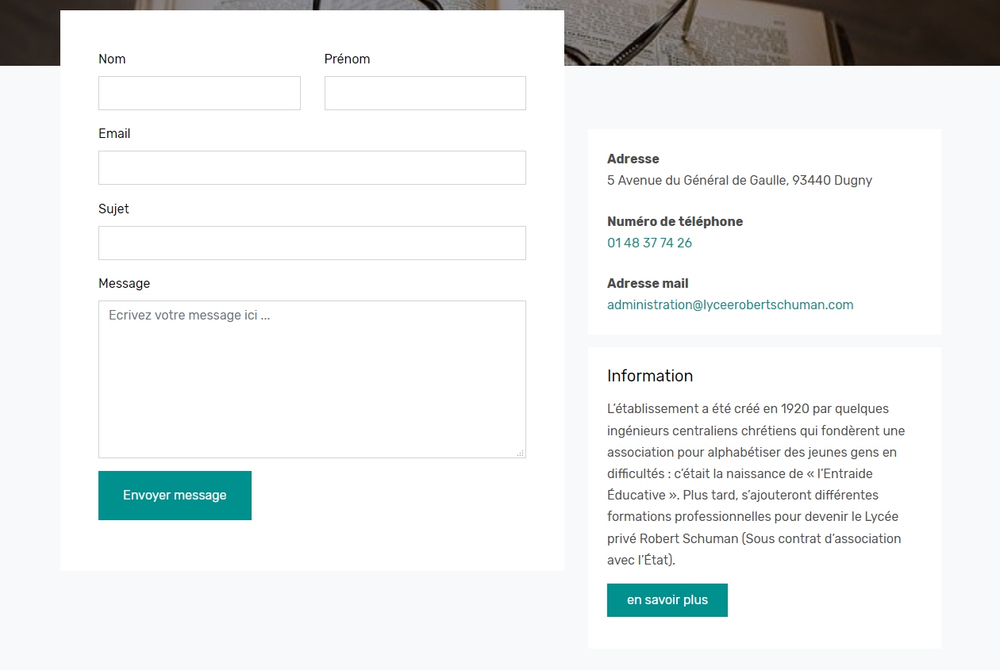 Nom
Prénom
Email
Sujet
Message
Ecrivez votre message ici ...
Envoyer message
Adresse
5 Avenue du Général de Gaulle, 93440 Dugny
Numéro de téléphone
01 48 37 74 26
Adresse mail
administration@lyceerobertschuman.com
Information
L’établissement a été créé en 1920 par quelques
ingénieurs centraliens chrétiens qui fondèrent une
association pour alphabétiser des jeunes gens en
difficultés : c’était la naissance de « l’Entraide
Éducative ». Plus tard, s’ajouteront différentes
formations professionnelles pour devenir le Lycée
privé Robert Schuman (Sous contrat d’association
avec l’État).
en savoir plus